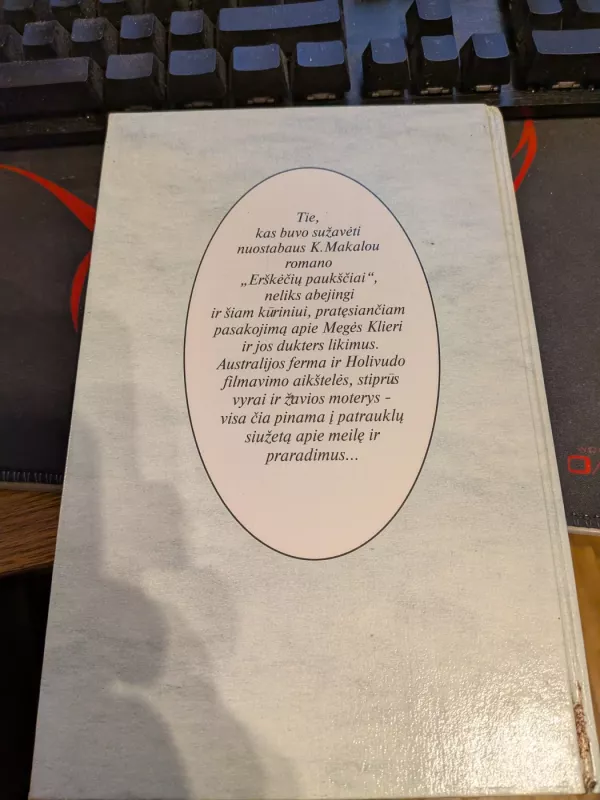 Tie,
kas buvo sužavėti
nuostabaus K.Makalou
romano
„Erškėčių paukščiai“,
neliks abejingi
ir šiam kūriniui, pratęsiančiam
pasakojimą apie Megės Klieri
ir jos dukters likimus.
Australijos ferma ir Holivudo
filmavimo aikštelės, stiprūs
vyrai ir žavios moterys -
visa čia pinama į patrauklų
siužetą apie meilę ir
praradimus...